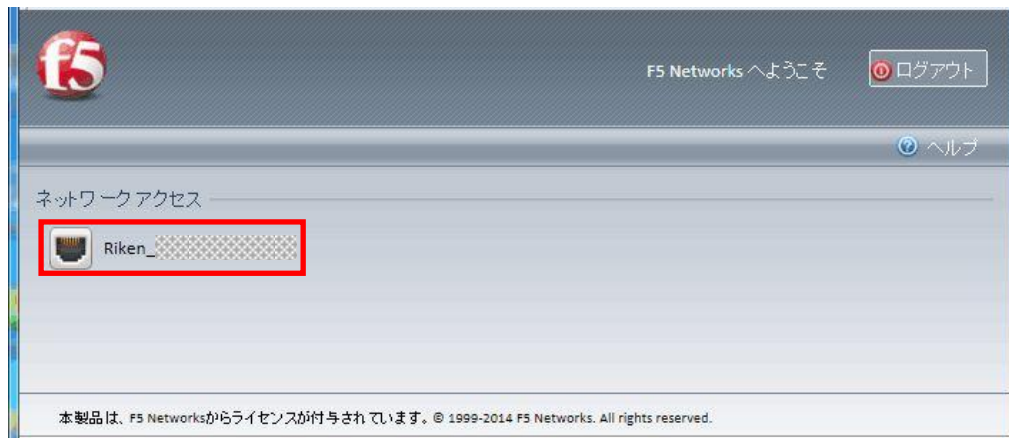 f5
F5 Networks へようこそ
ログアウト
ヘルプ
ネットワーク アクセス
Riken_
本製品は、F5 Networksからライセンスが付与されています。© 1999-2014 F5 Networks. All rights reserved.